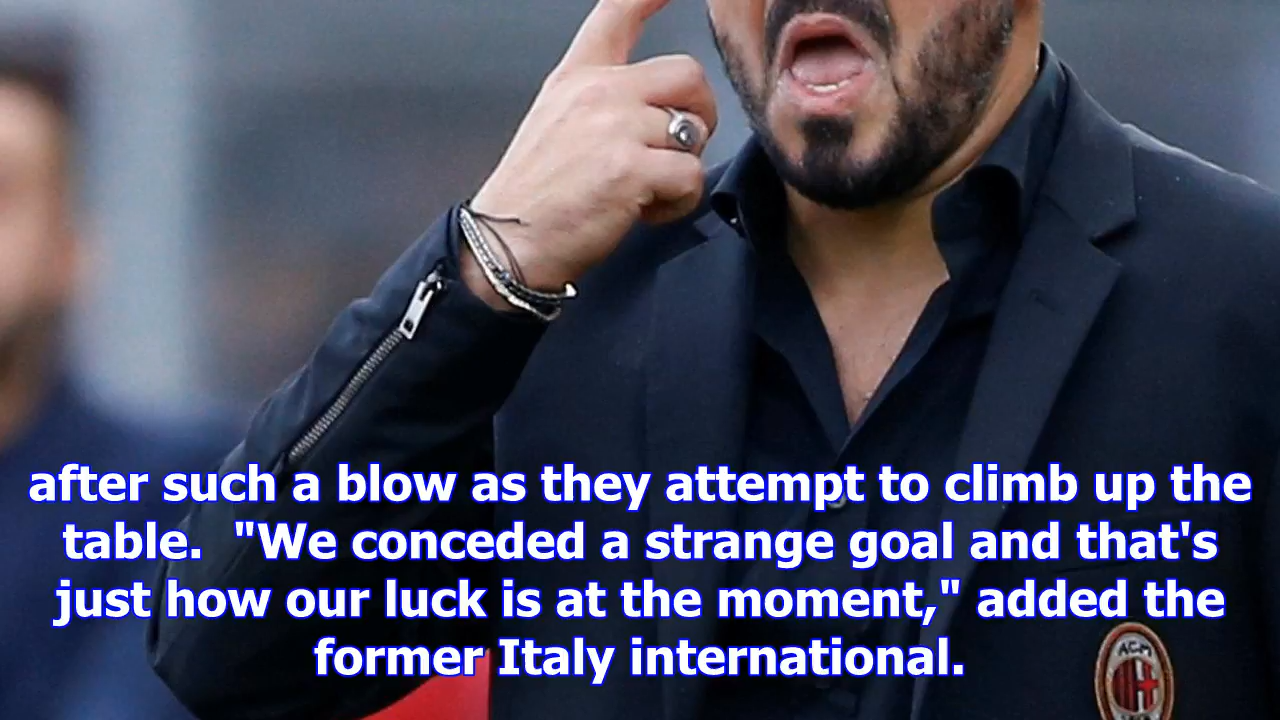 after such a blow as they attempt to climb up the
table.  "We conceded a strange goal and that's
just how our luck is at the moment," added the
former Italy international.
ACM